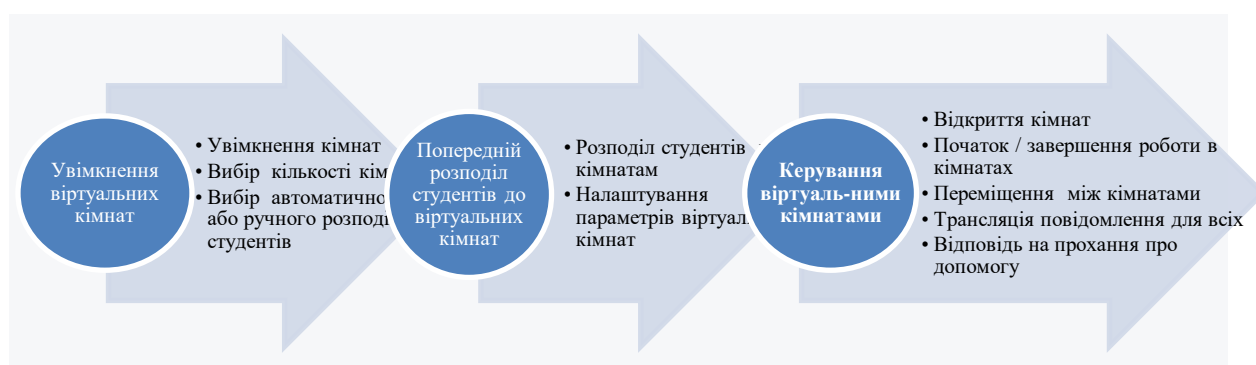 Увімкнення
віртуальних
кімнат
• Увімкнення кімнат
• Вибір кількості кім
• Вибір автоматично
або ручного розподі
студентів
Попередній
розподіл
студентів до
віртуальних
кімнат
• Розподіл студентів
кімнатам
• Налаштування
параметрів віртуал
кімнат
Керування
віртуаль-ними
кімнатами
• Відкриття кімнат
• Початок / завершення роботи в
кімнатах
• Переміщення між кімнатами
• Трансляція повідомлення для всіх
• Відповідь на прохання про
допомогу